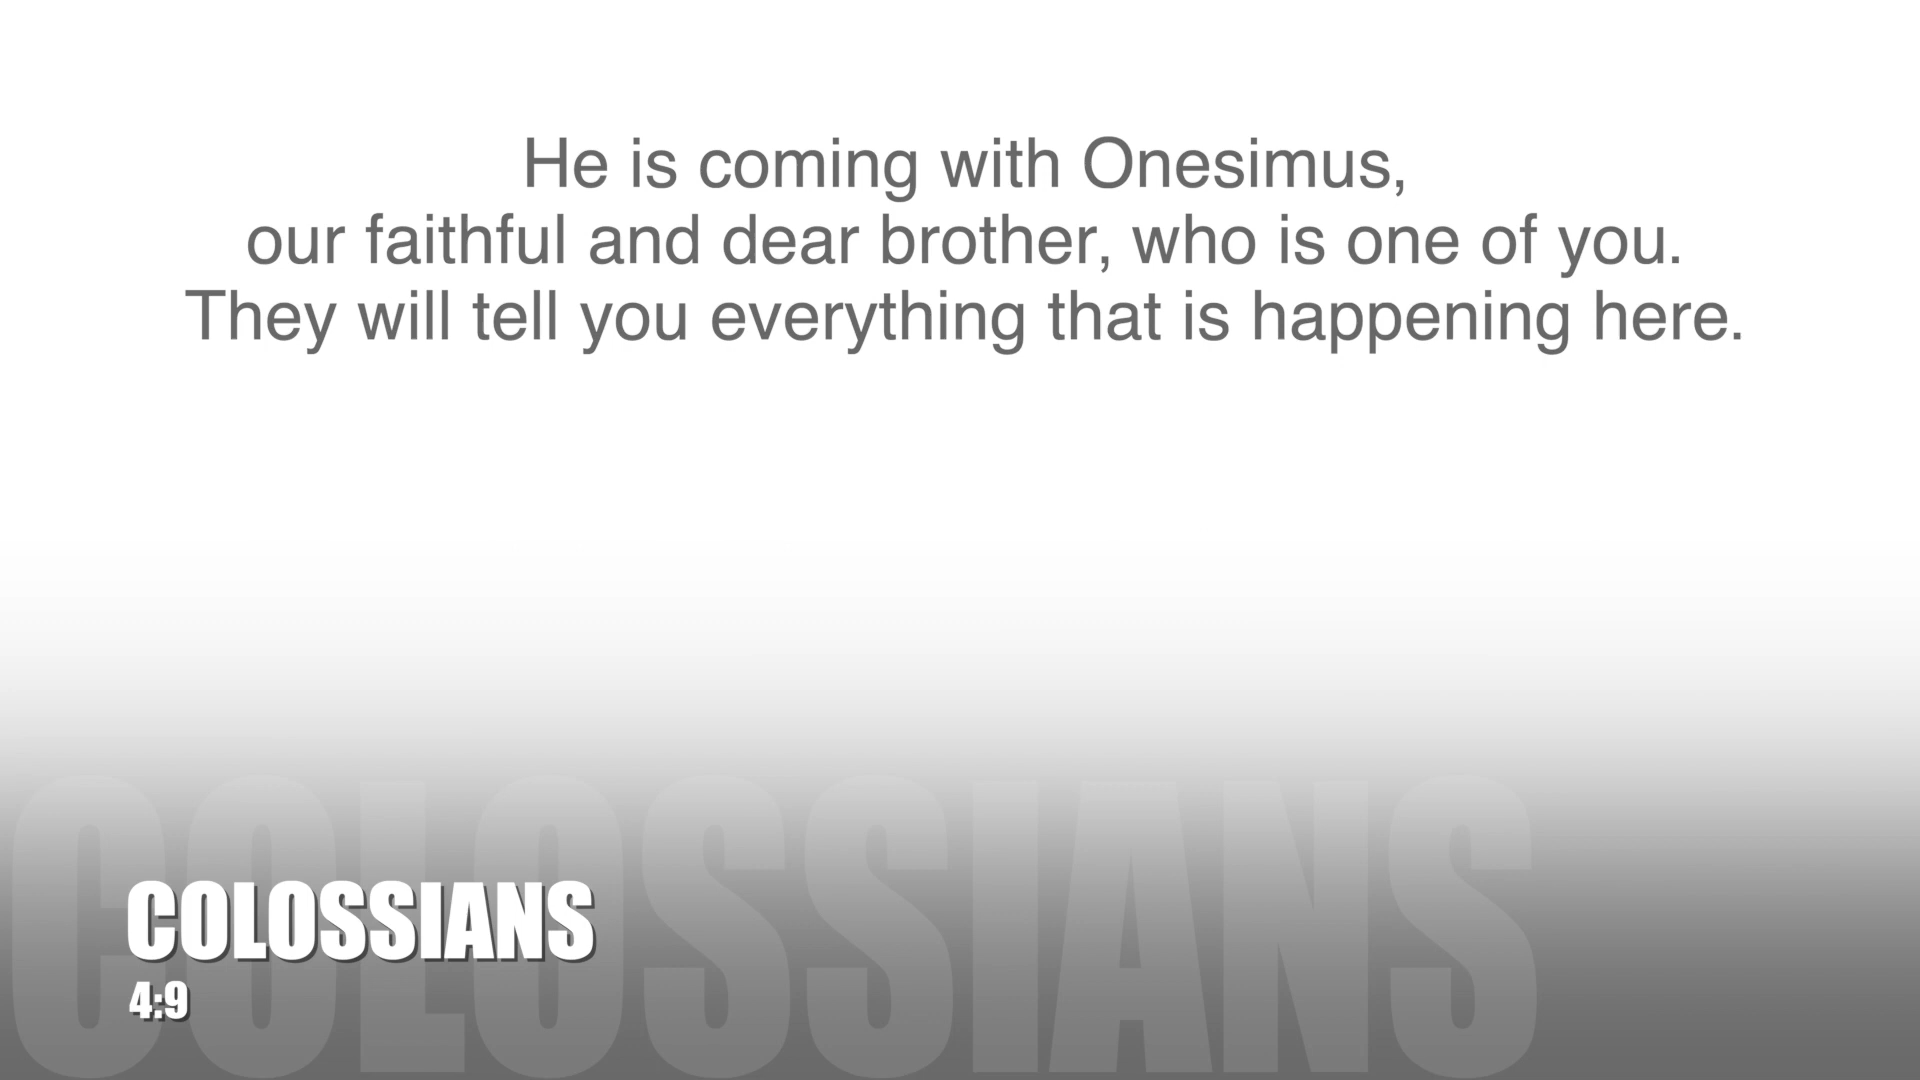 He is coming with Onesimus,
our faithful and dear brother, who is one of you.
They will tell you everything that is happening here.
COLOSSIANS
COLOSSIANS
4:9